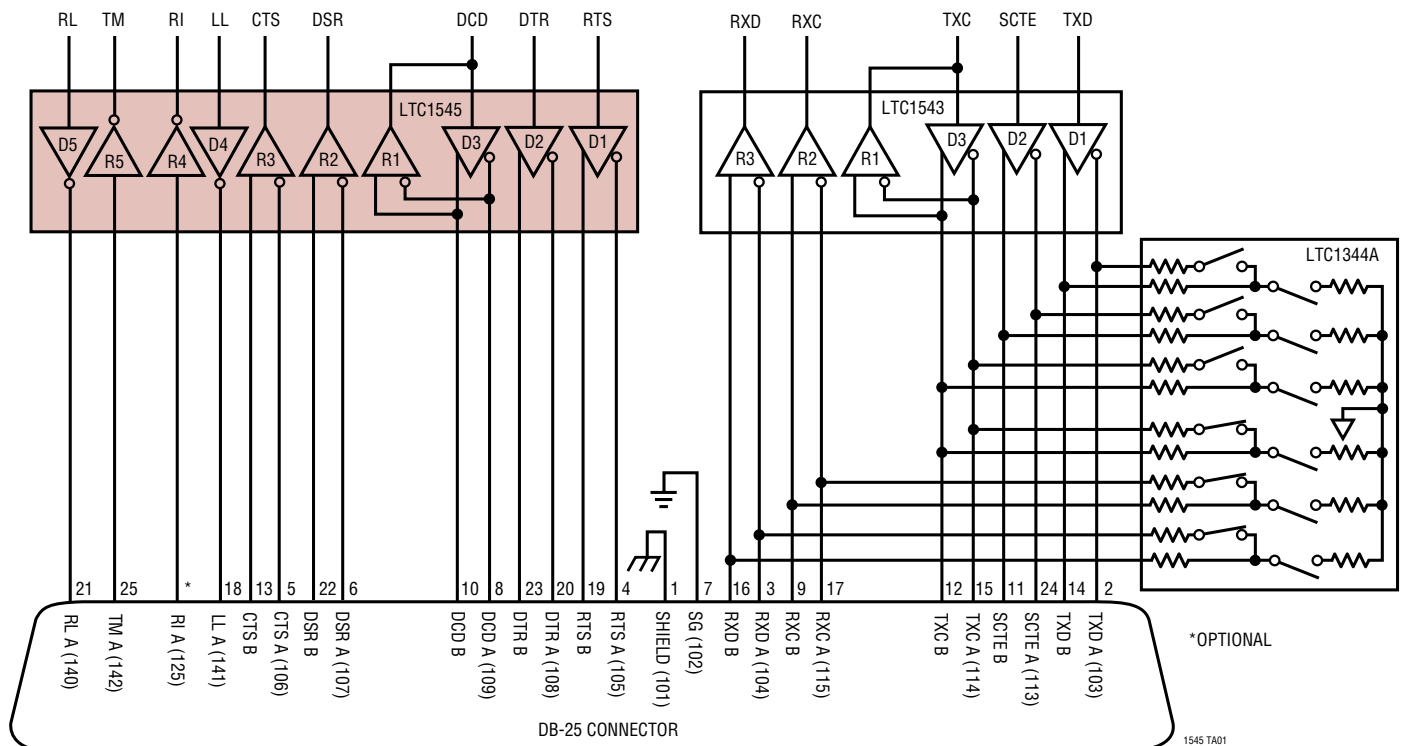 RL TM RI LL CTS DSR DCD DTR RTS RXD RXC TXC SCTE TXD
LTC1545 LTC1543
D5 R5 R4 D4 R3 R2 R1 D3 D2 D1 R3 R2 R1 D3 D2 D1
LTC1344A
21 25 * 18 13 5 22 6 10 8 23 20 19 4 1 7 16 3 9 17 12 15 11 24 14 2
RL A (140)
TM A (142)
RI A (125)
LL A (141)
CTS B
CTS A (106)
DSR B
DSR A (107)
DCD B
DCD A (109)
DTR B
DTR A (108)
RTS B
RTS A (105)
SHIELD (101)
SG (102)
RXD B
RXD A (104)
RXC B
RXC A (115)
TXC B
TXC A (114)
SCTE B
SCTE A (113)
TXD B
TXD A (103)
*OPTIONAL
DB-25 CONNECTOR
1545 TA01